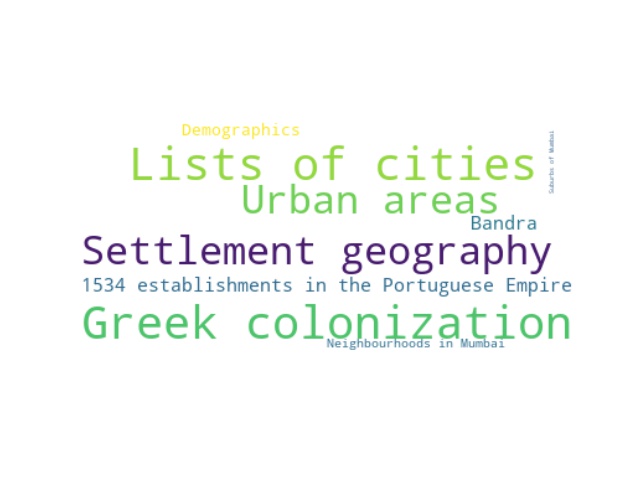 Demographics
Lists of cities
Suburbs of Mumbai
Urban areas
Bandra
Settlement geography
1534 establishments in the Portuguese Empire
Greek colonization
Neighbourhoods in Mumbai